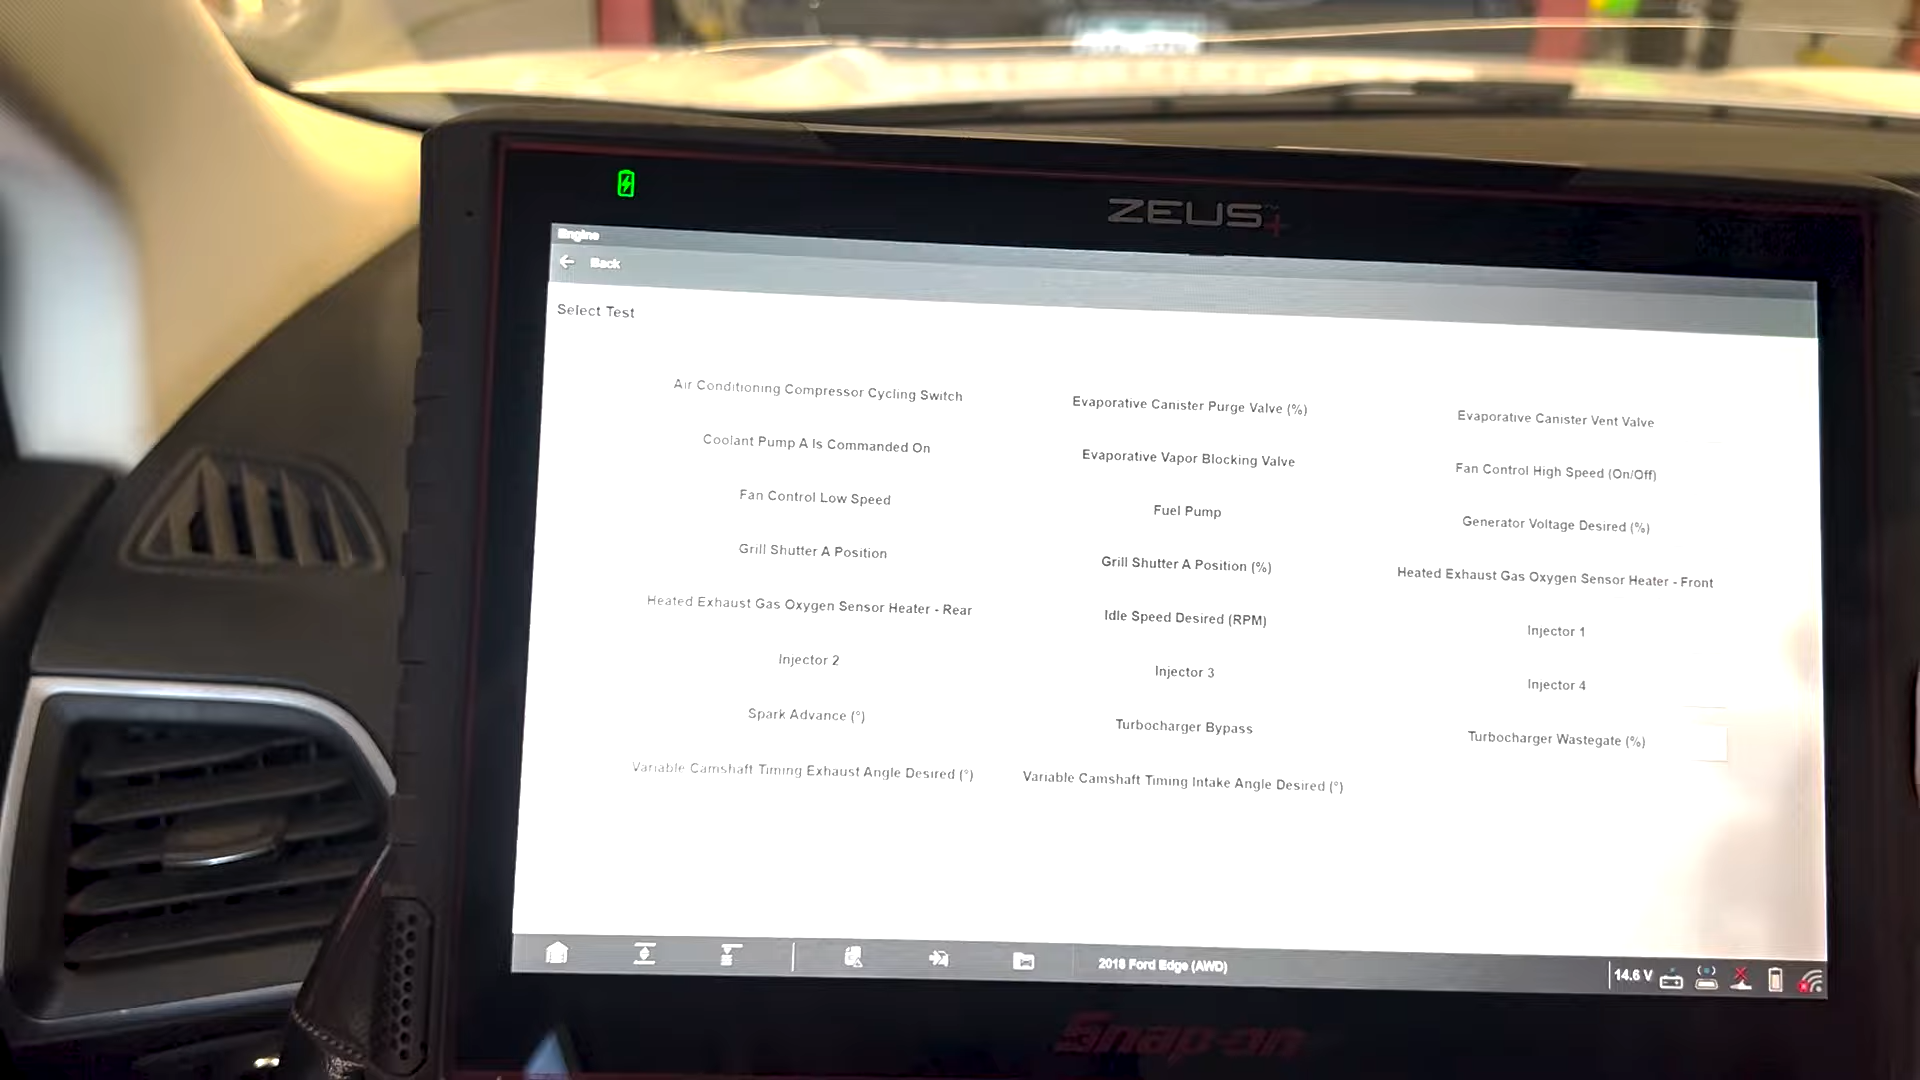 ZEUS+
Engine
Back
Select Test
Air Conditioning Compressor Cycling Switch
Evaporative Canister Purge Valve (%)
Evaporative Canister Vent Valve
Coolant Pump A Is Commanded On
Evaporative Vapor Blocking Valve
Fan Control High Speed (On/Off)
Fan Control Low Speed
Fuel Pump
Generator Voltage Desired (%)
Grill Shutter A Position
Grill Shutter A Position (%)
Heated Exhaust Gas Oxygen Sensor Heater - Front
Heated Exhaust Gas Oxygen Sensor Heater - Rear
Idle Speed Desired (RPM)
Injector 1
Injector 2
Injector 3
Injector 4
Spark Advance (°)
Turbocharger Bypass
Turbocharger Wastegate (%)
Variable Camshaft Timing Exhaust Angle Desired (°)
Variable Camshaft Timing Intake Angle Desired (°)
2018 Ford Edge (AWD)
14.6 V
Snap-on